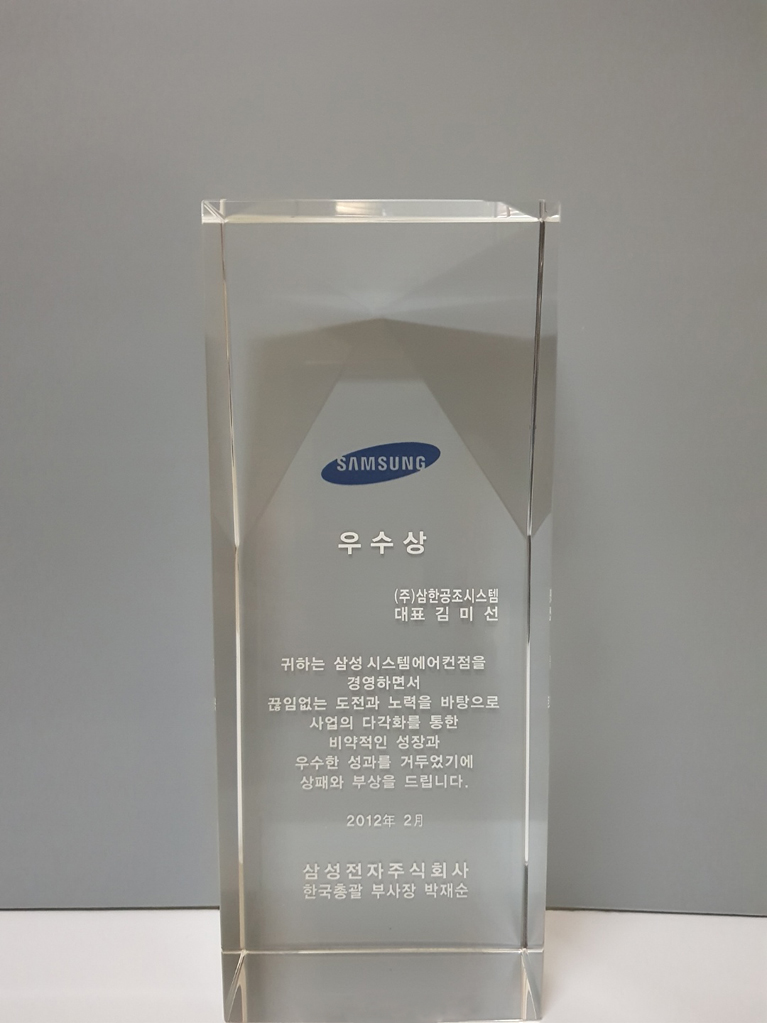 SAMSUNG
우수상
(주)삼한공조시스템
대표 김미선
귀하는 삼성 시스템에어컨점을
경영하면서
끊임없는 도전과 노력을 바탕으로
사업의 다각화를 통한
비약적인 성장과
우수한 성과를 거두었기에
상패와 부상을 드립니다.
2012年 2月
삼성전자주식회사
한국총괄 부사장 박재순